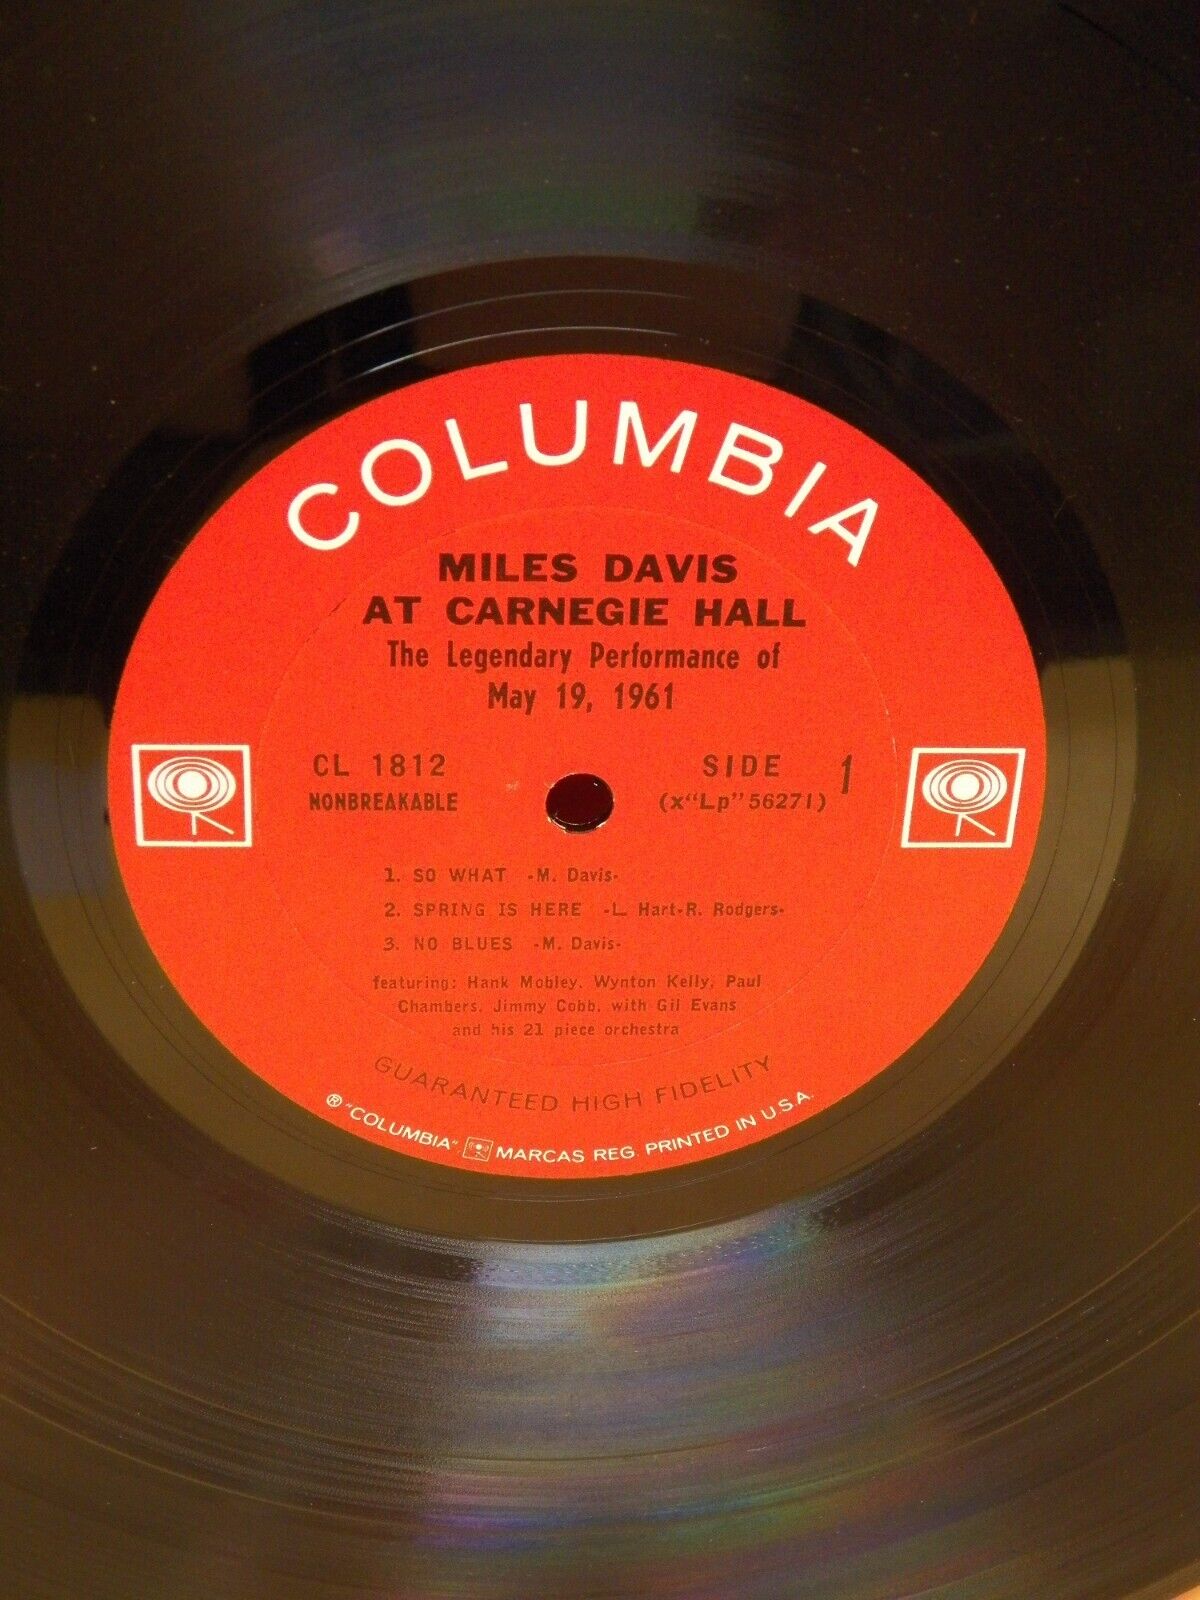 COLUMBIA
MILES DAVIS
AT CARNEGIE HALL
The Legendary Performance of
May 19, 1961
CL 1812
NONBREAKABLE
SIDE 1
(x"Lp"56271)
1. SO WHAT -M. Davis-
2. SPRING IS HERE -L. Hart-R. Rodgers-
3. NO BLUES -M. Davis-
featuring: Hank Mobley, Wynton Kelly, Paul
Chambers, Jimmy Cobb, with Gil Evans
and his 21 piece orchestra
GUARANTEED HIGH FIDELITY
® "COLUMBIA", MARCAS REG. PRINTED IN U.S.A.